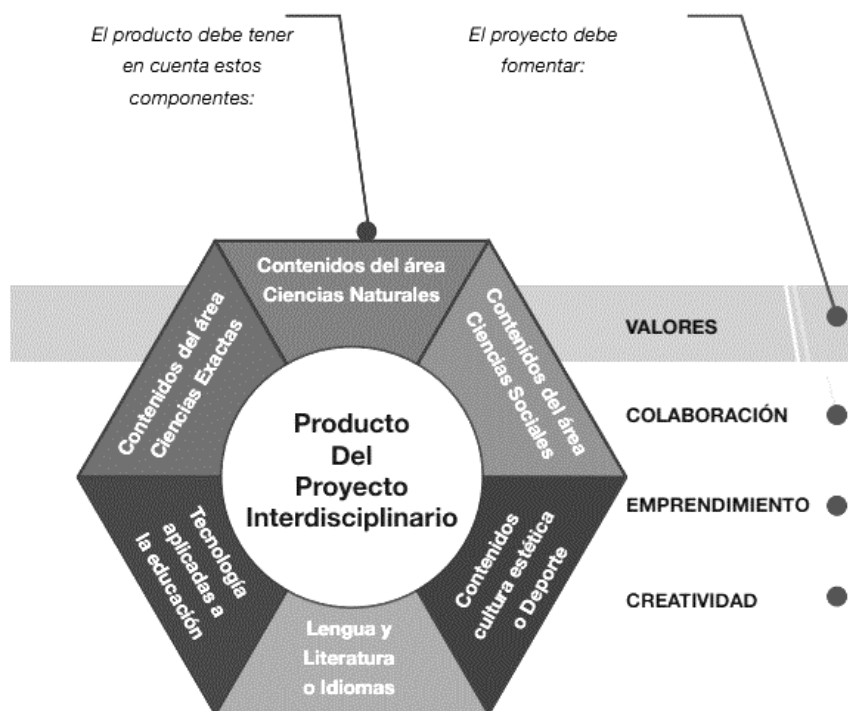 El producto debe tener
en cuenta estos
componentes:
El proyecto debe
fomentar:
Contenidos del área
Ciencias Naturales
Contenidos del área
Ciencias Exactas
Contenidos del área
Ciencias Sociales
Producto
Del
Proyecto
Interdisciplinario
Tecnología
aplicadas a
la educación
Contenidos
cultura estética
o Deporte
Lengua y
Literatura
o Idiomas
VALORES
COLABORACIÓN
EMPRENDIMIENTO
CREATIVIDAD